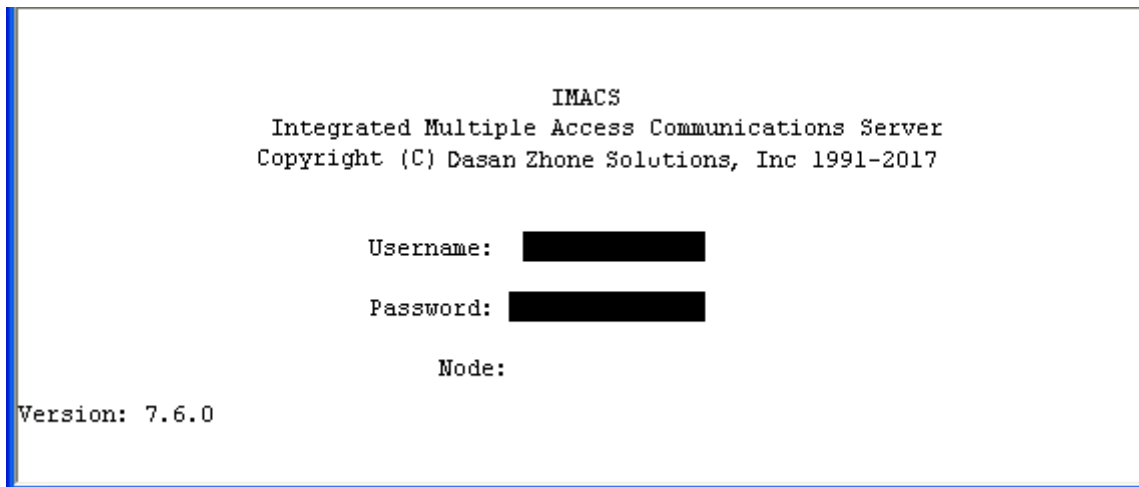 IMACS
Integrated Multiple Access Communications Server
Copyright (C) Dasan Zhone Solutions, Inc 1991-2017
Username:
Password:
Node:
Version: 7.6.0